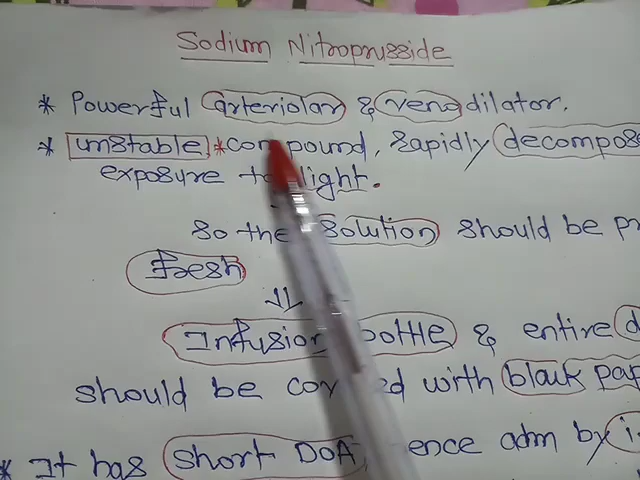 Sodium Nitroprusside
* Powerful arteriolar & veno dilator.
* unstable * compound, rapidly
exposure to light.
so the solution should be
fresh
Infusion bottle & entire
should be with black
* It has short DOA, adm by